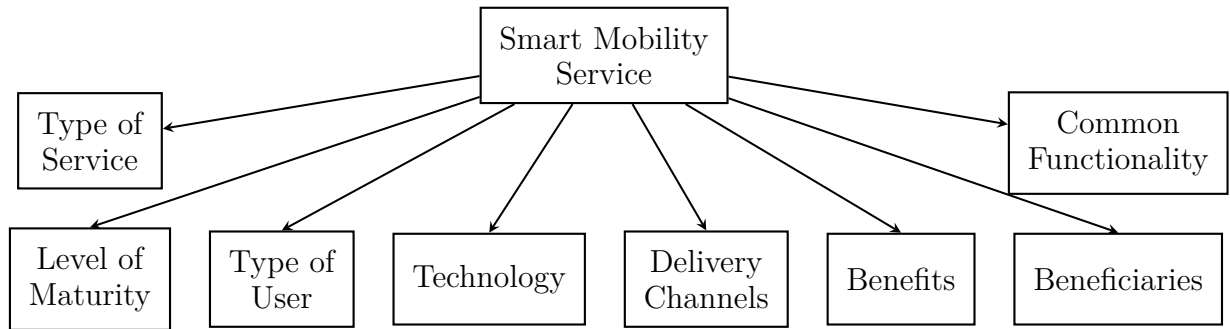 Smart Mobility
Service
Type of
Service
Common
Functionality
Level of
Maturity
Type of
User
Technology
Delivery
Channels
Benefits
Beneficiaries